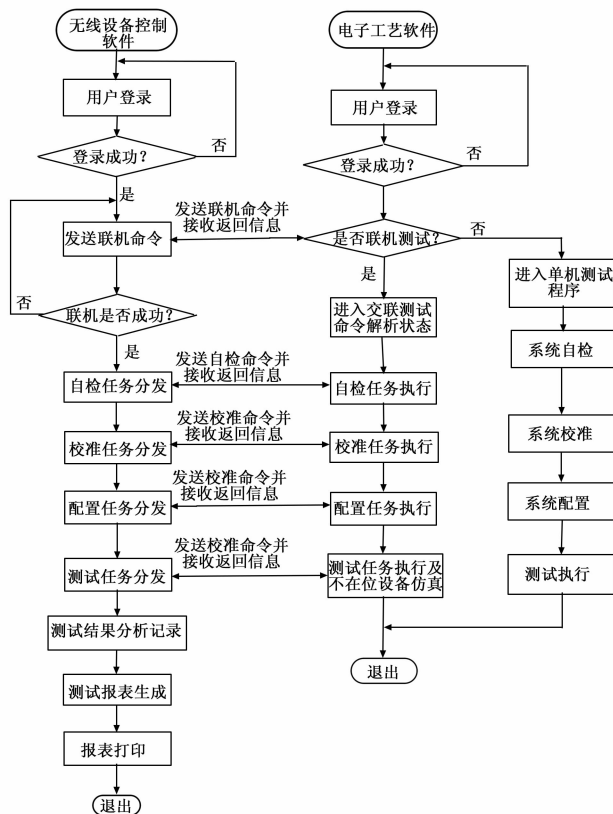 无线设备控制
软件
用户登录
登录成功？
否
是
发送联机命令
联机是否成功？
否
是
自检任务分发
校准任务分发
配置任务分发
测试任务分发
测试结果分析记录
测试报表生成
报表打印
退出
发送联机命令并
接收返回信息
发送自检命令并
接收返回信息
发送校准命令并
接收返回信息
发送校准命令并
接收返回信息
发送校准命令并
接收返回信息
电子工艺软件
用户登录
登录成功？
否
是否联机测试？
否
是
进入交联测试
命令解析状态
自检任务执行
校准任务执行
配置任务执行
测试任务执行及
不在位设备仿真
退出
进入单机测试
程序
系统自检
系统校准
系统配置
测试执行